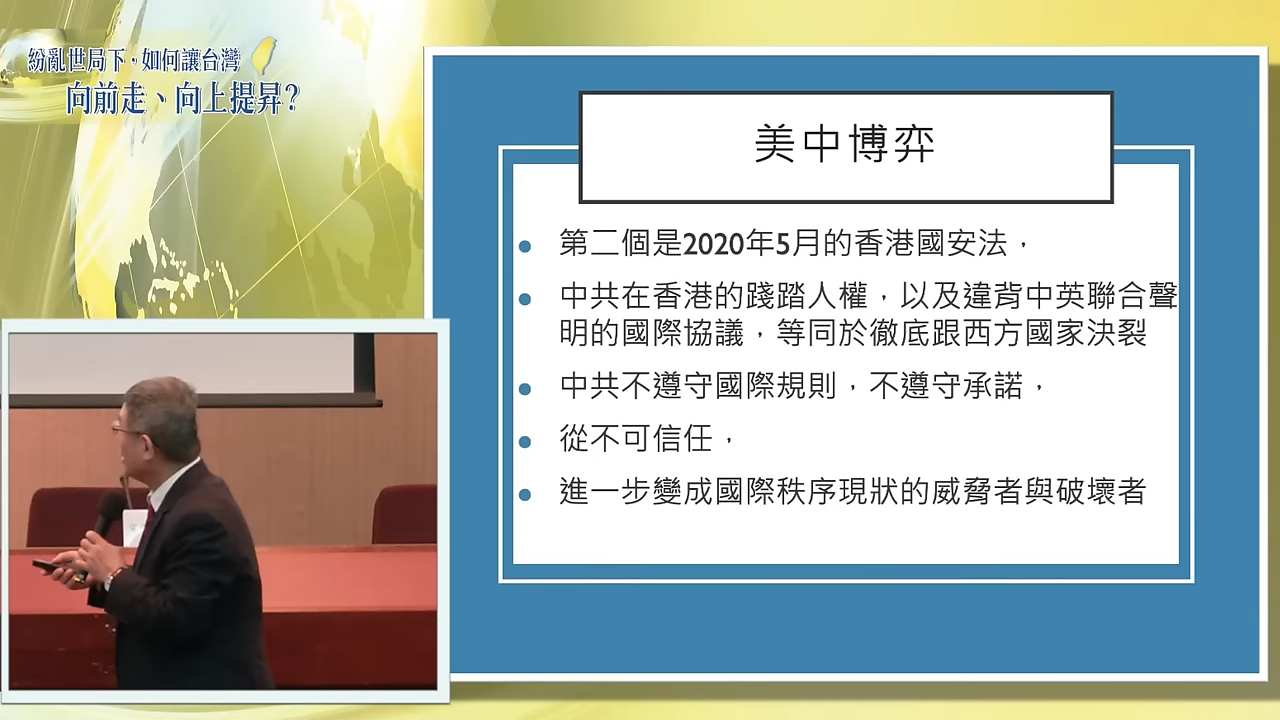 紛亂世局下,如何讓台灣
向前走、向上提昇?
美中博弈
第二個是2020年5月的香港國安法,
中共在香港的踐踏人權,以及違背中英聯合聲
明的國際協議,等同於徹底跟西方國家決裂
中共不遵守國際規則,不遵守承諾,
從不可信任,
進一步變成國際秩序現狀的威脅者與破壞者